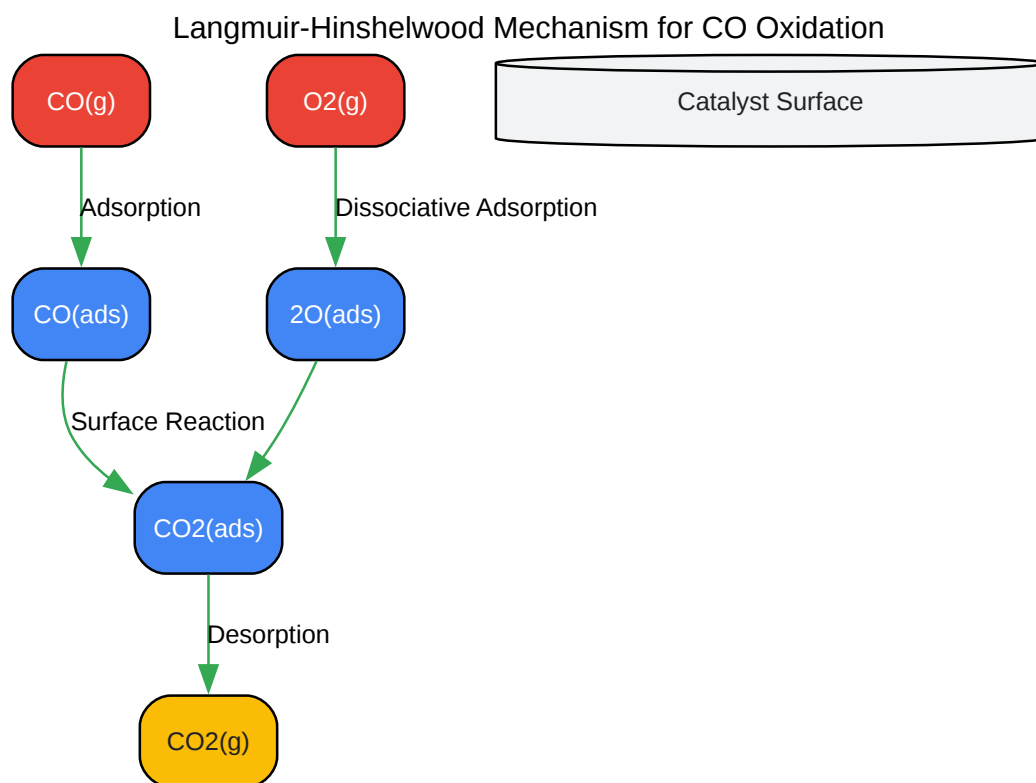 Langmuir-Hinshelwood Mechanism for CO Oxidation
CO(g)
O2(g)
Catalyst Surface
Adsorption
Dissociative Adsorption
CO(ads)
2O(ads)
Surface Reaction
CO2(ads)
Desorption
CO2(g)